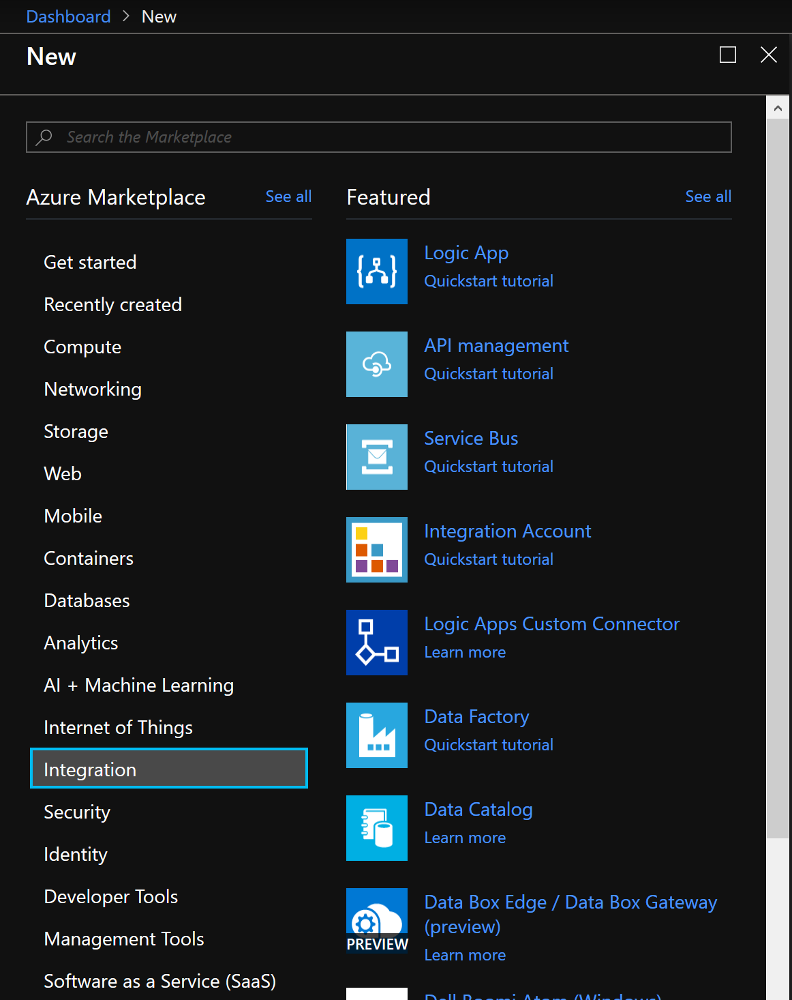 Dashboard > New
New
Search the Marketplace
Azure Marketplace
See all
Get started
Recently created
Compute
Networking
Storage
Web
Mobile
Containers
Databases
Analytics
AI + Machine Learning
Internet of Things
Integration
Security
Identity
Developer Tools
Management Tools
Software as a Service (SaaS)
Featured
See all
Logic App
Quickstart tutorial
API management
Quickstart tutorial
Service Bus
Quickstart tutorial
Integration Account
Quickstart tutorial
Logic Apps Custom Connector
Learn more
Data Factory
Quickstart tutorial
Data Catalog
Learn more
PREVIEW
Data Box Edge / Data Box Gateway
(preview)
Learn more
Dell Boomi Atom (Windows)